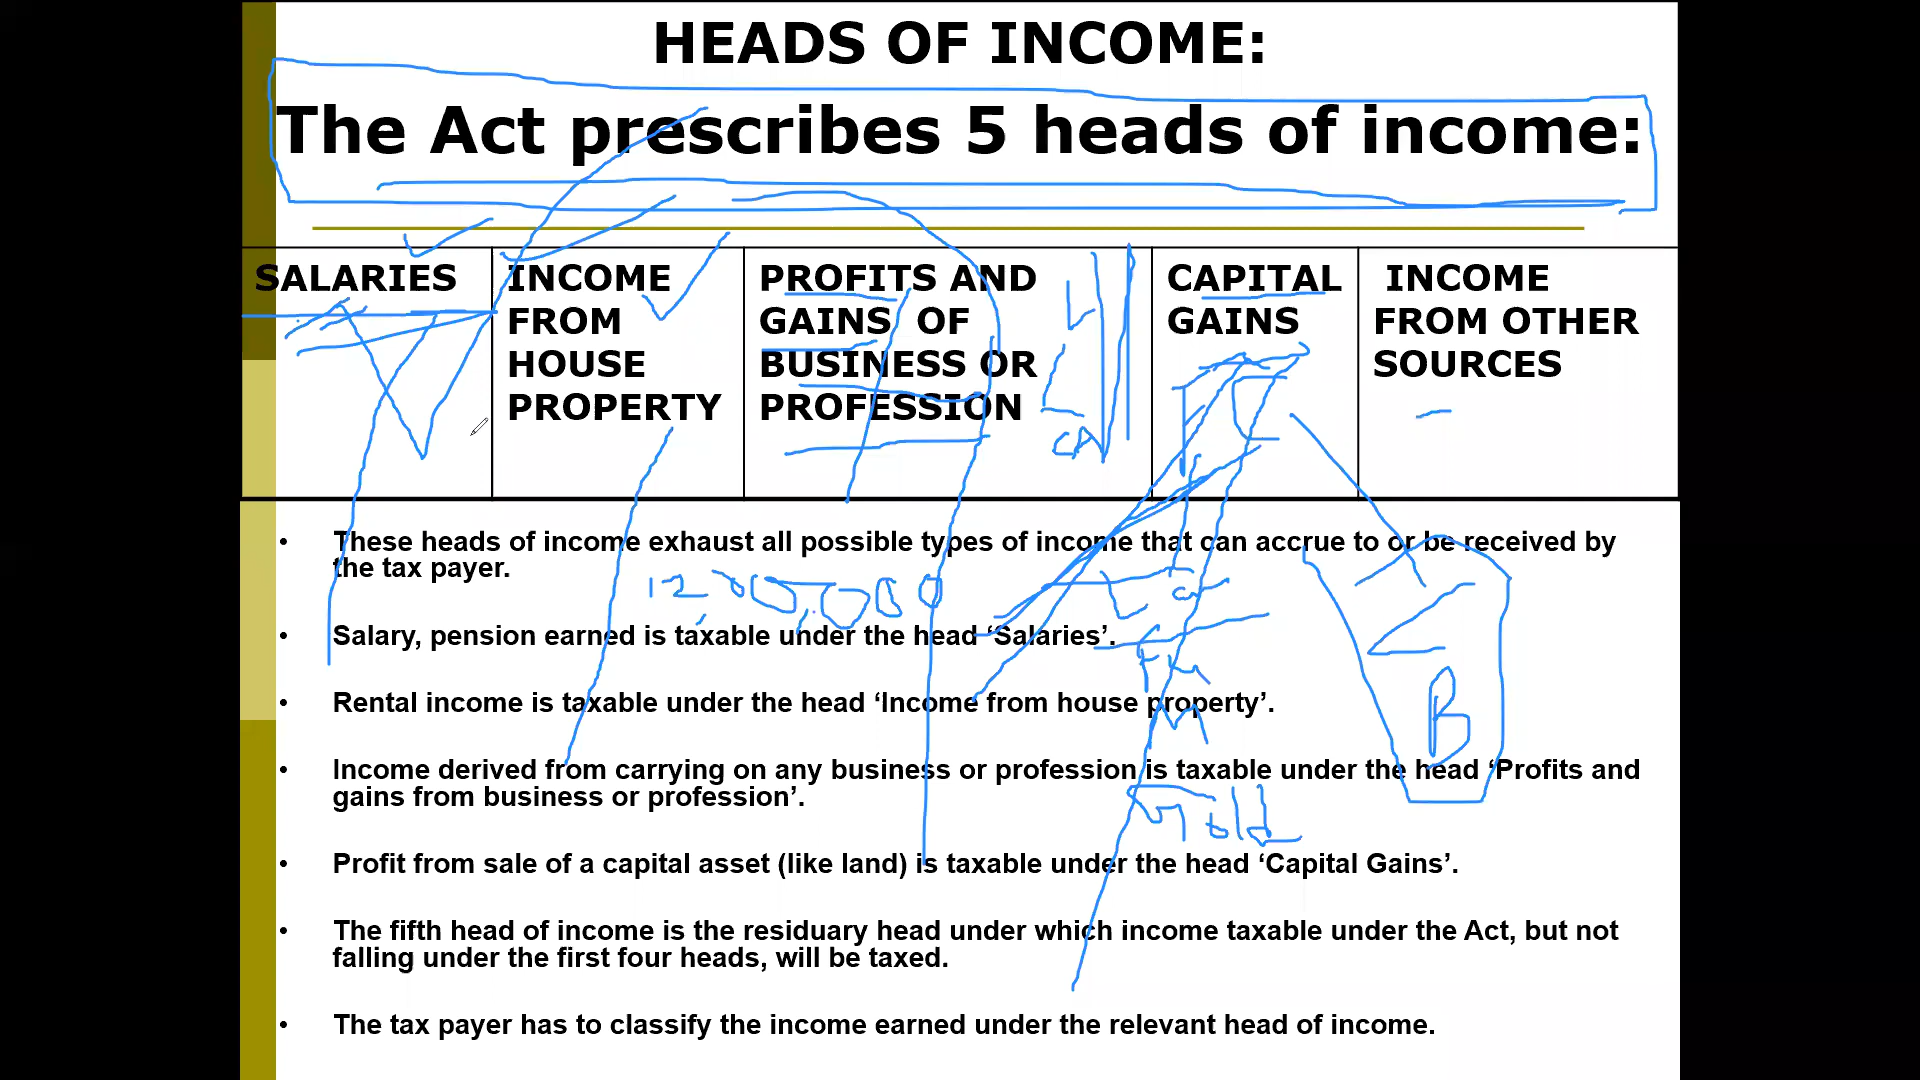 HEADS OF INCOME:
The Act prescribes 5 heads of income:
SALARIES
INCOME
FROM
HOUSE
PROPERTY
PROFITS AND
GAINS OF
BUSINESS OR
PROFESSION
CA
CAPITAL
GAINS
INCOME
FROM OTHER
SOURCES
• These heads of income exhaust all possible types of income that can accrue to or be received by
the tax payer.
• Salary, pension earned is taxable under the head ‘Salaries’.
• Rental income is taxable under the head ‘Income from house property’.
B
• Income derived from carrying on any business or profession is taxable under the head ‘Profits and
gains from business or profession’.
• Profit from sale of a capital asset (like land) is taxable under the head ‘Capital Gains’.
• The fifth head of income is the residuary head under which income taxable under the Act, but not
falling under the first four heads, will be taxed.
• The tax payer has to classify the income earned under the relevant head of income.